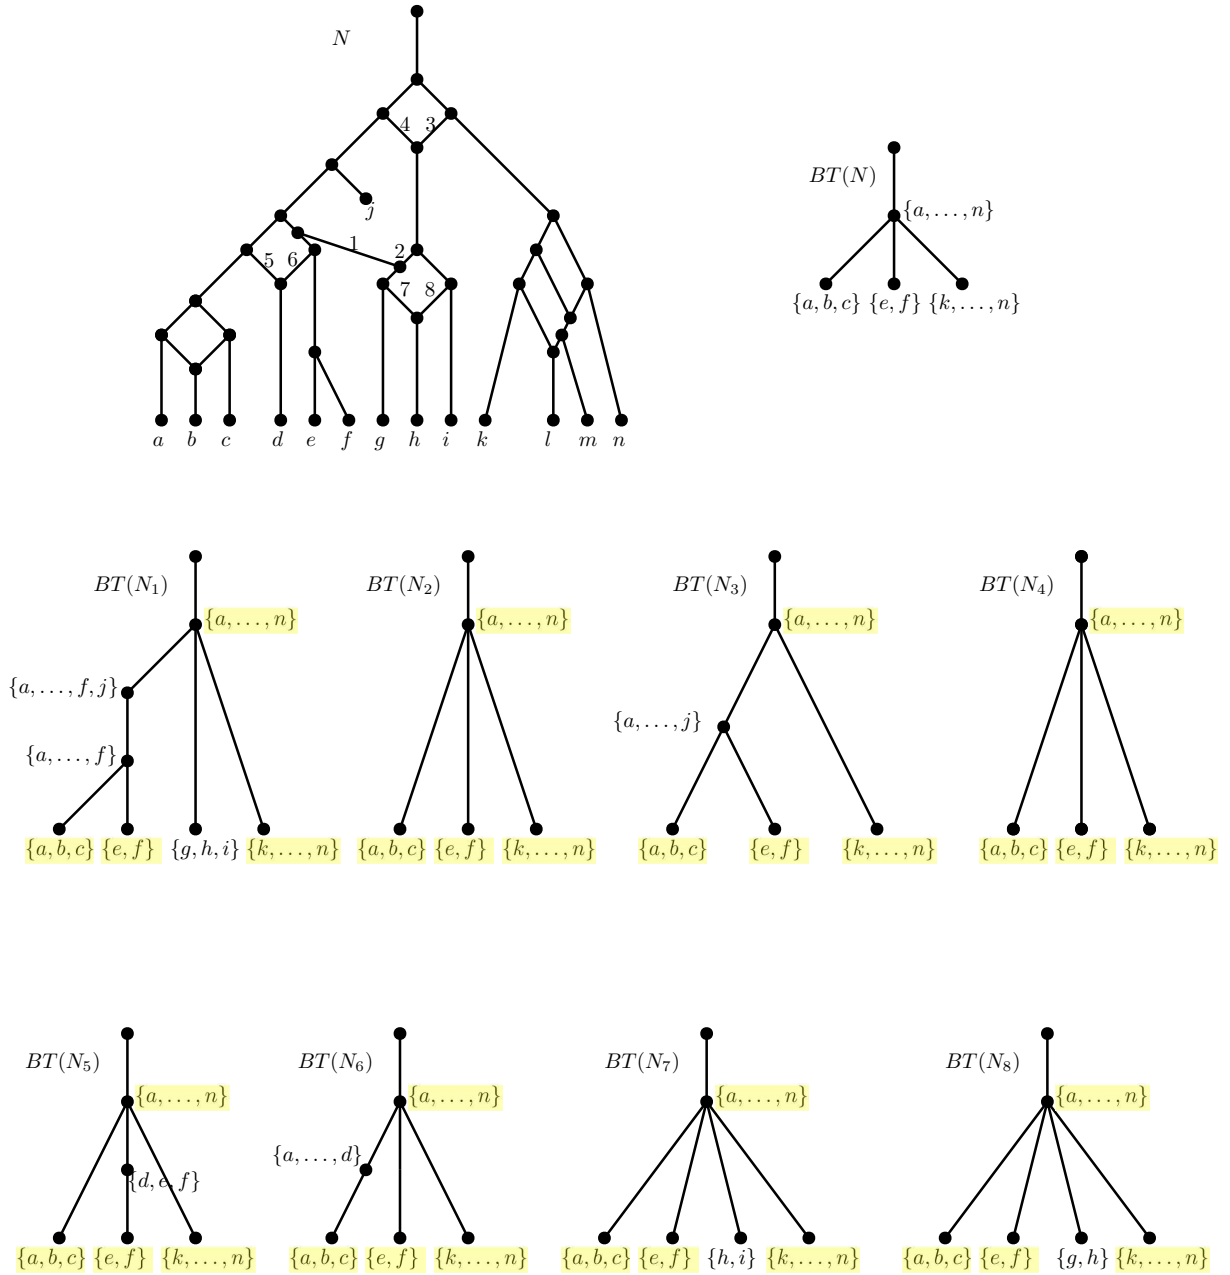 N
4 3
BT(N)
{a, . . . , n}
j
1
2
5 6
7 8
{a, b, c} {e, f} {k, . . . , n}
a b c d e f g h i k l m n
BT(N₁)
{a, . . . , n}
{a, . . . , f, j}
{a, . . . , f}
{a, b, c} {e, f} {g, h, i} {k, . . . , n}
BT(N₂)
{a, . . . , n}
{a, b, c} {e, f} {k, . . . , n}
BT(N₃)
{a, . . . , n}
{a, . . . , j}
{a, b, c} {e, f} {k, . . . , n}
BT(N₄)
{a, . . . , n}
{a, b, c} {e, f} {k, . . . , n}
BT(N₅)
{a, . . . , n}
{d, e, f}
{a, b, c} {e, f} {k, . . . , n}
BT(N₆)
{a, . . . , n}
{a, . . . , d}
{a, b, c} {e, f} {k, . . . , n}
BT(N₇)
{a, . . . , n}
{a, b, c} {e, f} {h, i} {k, . . . , n}
BT(N₈)
{a, . . . , n}
{a, b, c} {e, f} {g, h} {k, . . . , n}